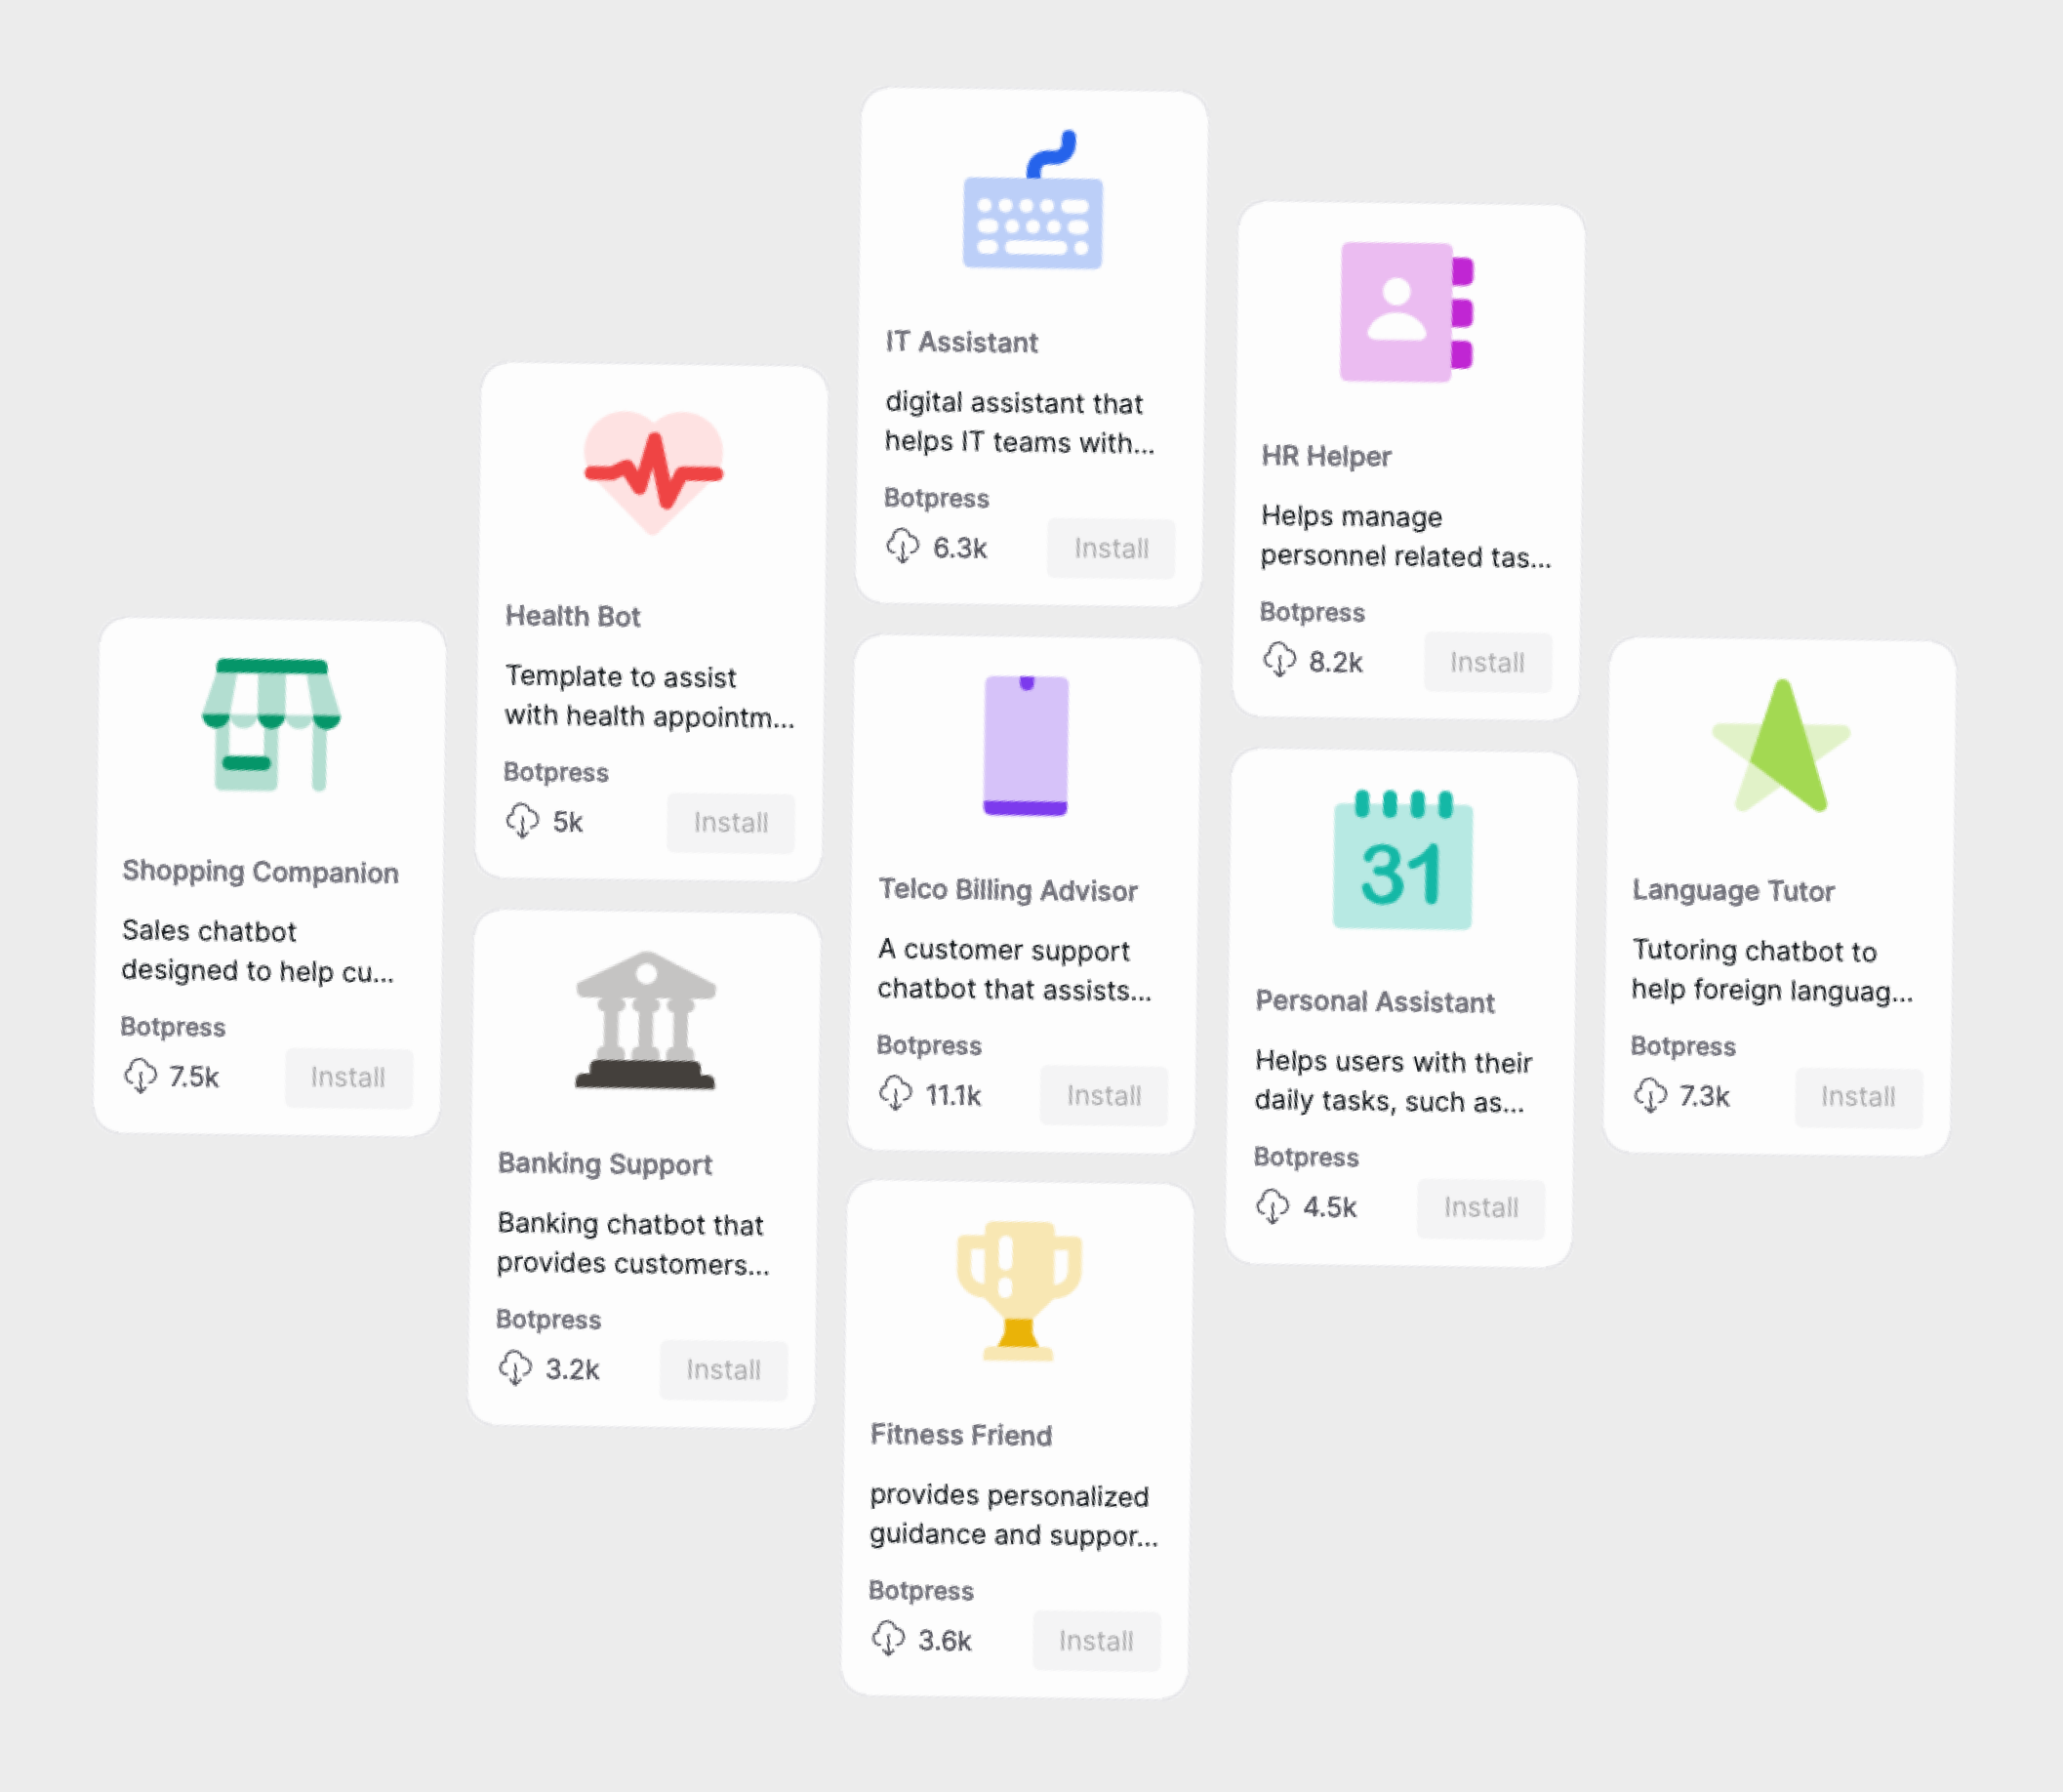 Shopping Companion
Sales chatbot
designed to help cu...
Botpress
7.5k
Install
Health Bot
Template to assist
with health appointm...
Botpress
5k
Install
Banking Support
Banking chatbot that
provides customers...
Botpress
3.2k
Install
IT Assistant
digital assistant that
helps IT teams with...
Botpress
6.3k
Install
Telco Billing Advisor
A customer support
chatbot that assists...
Botpress
11.1k
Install
Fitness Friend
provides personalized
guidance and suppor...
Botpress
3.6k
Install
HR Helper
Helps manage
personnel related tas...
Botpress
8.2k
Install
31
Personal Assistant
Helps users with their
daily tasks, such as...
Botpress
4.5k
Install
Language Tutor
Tutoring chatbot to
help foreign languag...
Botpress
7.3k
Install